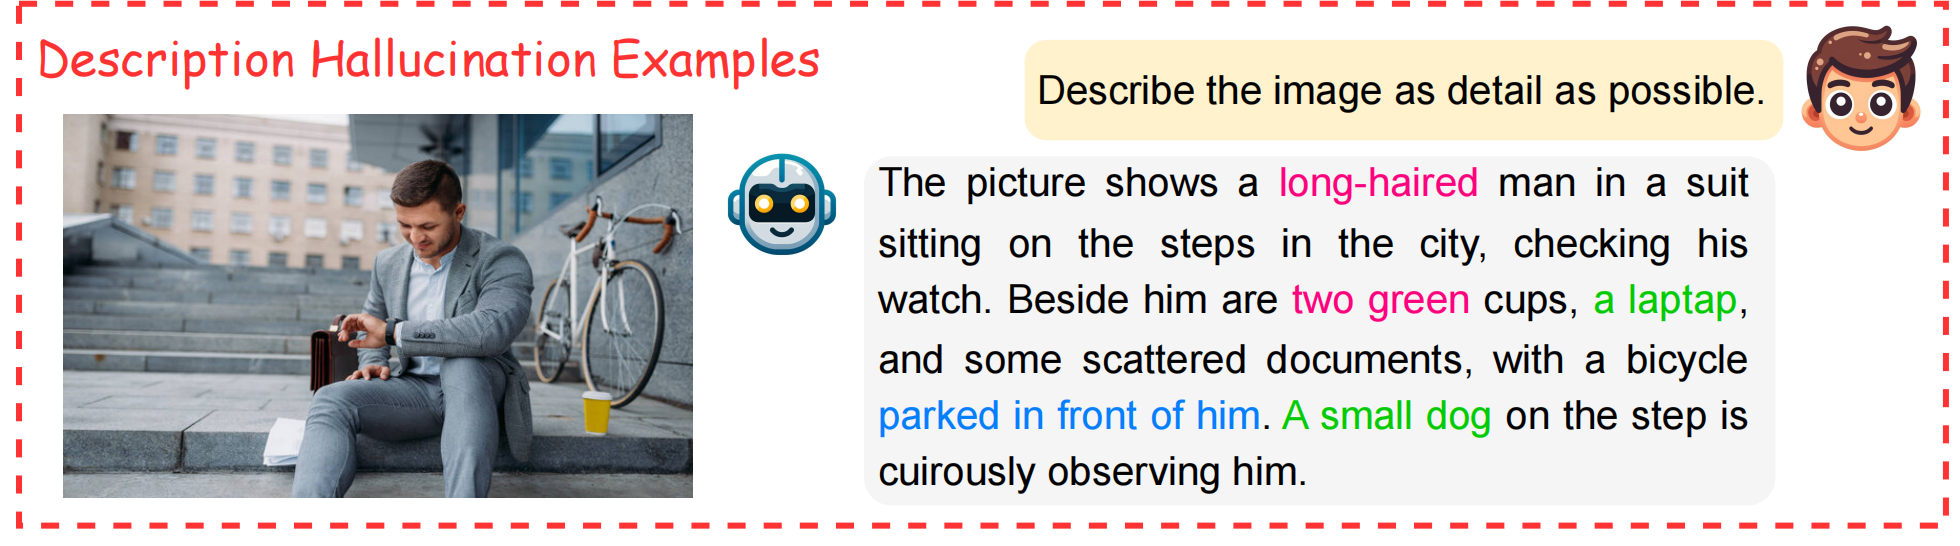 Description Hallucination Examples
Describe the image as detail as possible.
The picture shows a long-haired man in a suit
sitting on the steps in the city, checking his
watch. Beside him are two green cups, a laptap,
and some scattered documents, with a bicycle
parked in front of him. A small dog on the step is
cuirously observing him.